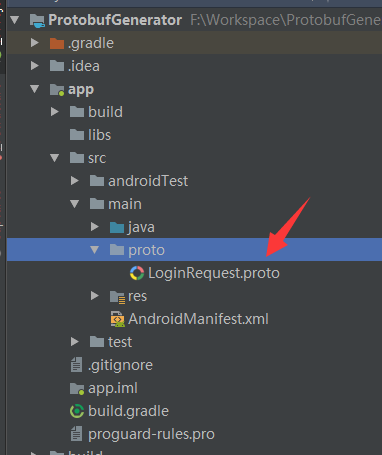 ProtobufGenerator F:\Workspace\ProtobufGene
.gradle
.idea
app
build
libs
src
androidTest
main
java
proto
LoginRequest.proto
res
AndroidManifest.xml
test
.gitignore
app.iml
build.gradle
proguard-rules.pro